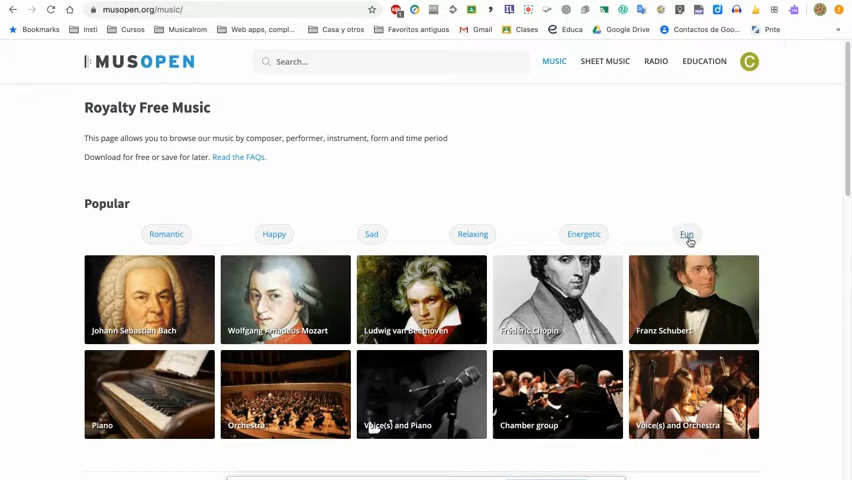 musopen.org/music/
Bookmarks Insti Cursos Musicalrom Web apps, compl... Casa y otros Favoritos antiguos Gmail Clases Educa Google Drive Contactos de Goo... Pnte »
MUSOPEN Search... MUSIC SHEET MUSIC RADIO EDUCATION C
Royalty Free Music
This page allows you to browse our music by composer, performer, instrument, form and time period
Download for free or save for later. Read the FAQs.
Popular
Romantic Happy Sad Relaxing Energetic Fun
Johann Sebastian Bach Wolfgang Amadeus Mozart Ludwig van Beethoven Frédéric Chopin Franz Schubert
Piano Orchestra Voice(s) and Piano Chamber group Voice(s) and Orchestra